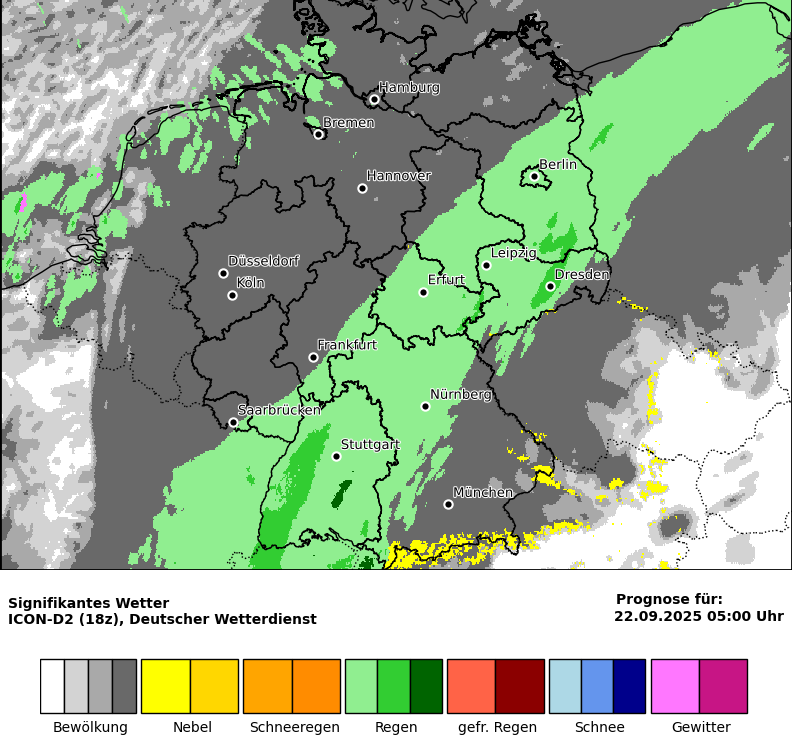 Hamburg
Bremen
Hannover
Berlin
Düsseldorf
Köln
Leipzig
Erfurt
Dresden
Frankfurt
Saarbrücken
Nürnberg
Stuttgart
München
Signifikantes Wetter
ICON-D2 (18z), Deutscher Wetterdienst
Prognose für:
22.09.2025 05:00 Uhr
Bewölkung
Nebel
Schneeregen
Regen
gefr. Regen
Schnee
Gewitter